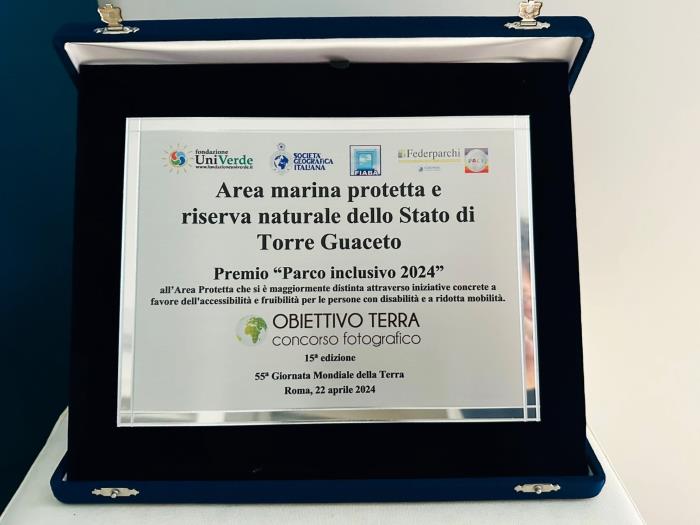 fondazione
UniVerde
www.fondazioneuniverde.it
SOCIETÀ
GEOGRAFICA
ITALIANA
FIABA
Federparchi
Area marina protetta e
riserva naturale dello Stato di
Torre Guaceto
Premio “Parco inclusivo 2024”
all'Area Protetta che si è maggiormente distinta attraverso iniziative concrete a
favore dell'accessibilità e fruibilità per le persone con disabilità e a ridotta mobilità.
OBIETTIVO TERRA
concorso fotografico
15ª edizione
55ª Giornata Mondiale della Terra
Roma, 22 aprile 2024